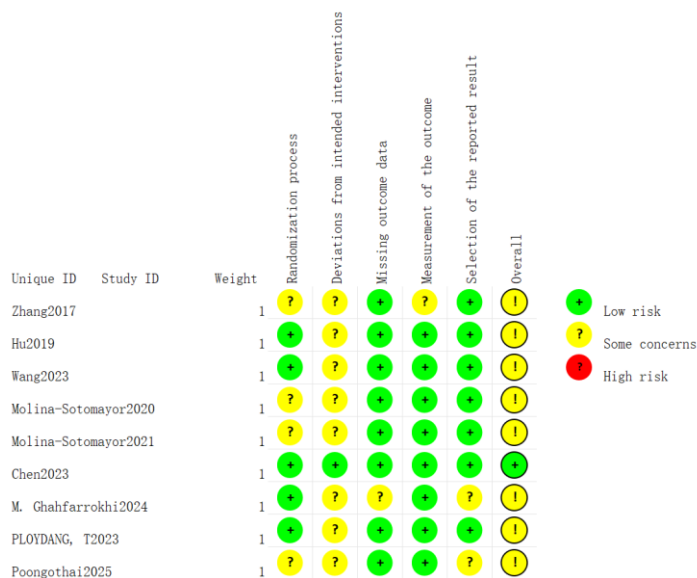 Randomization process
Deviations from intended interventions
Missing outcome data
Measurement of the outcome
Selection of the reported result
Overall
Unique ID Study ID Weight
Zhang2017 1 ? ? + ? + !
Hu2019 1 + ? + + + !
Wang2023 1 + ? + + + !
Molina-Sotomayor2020 1 ? ? + + + !
Molina-Sotomayor2021 1 ? ? + + + !
Chen2023 1 + + + + + +
M. Ghahfarrokhi2024 1 + ? ? + ? !
PLOYDANG, T2023 1 + ? + + + !
Poongothai2025 1 ? ? + + ? !
+ Low risk
? Some concerns
? High risk